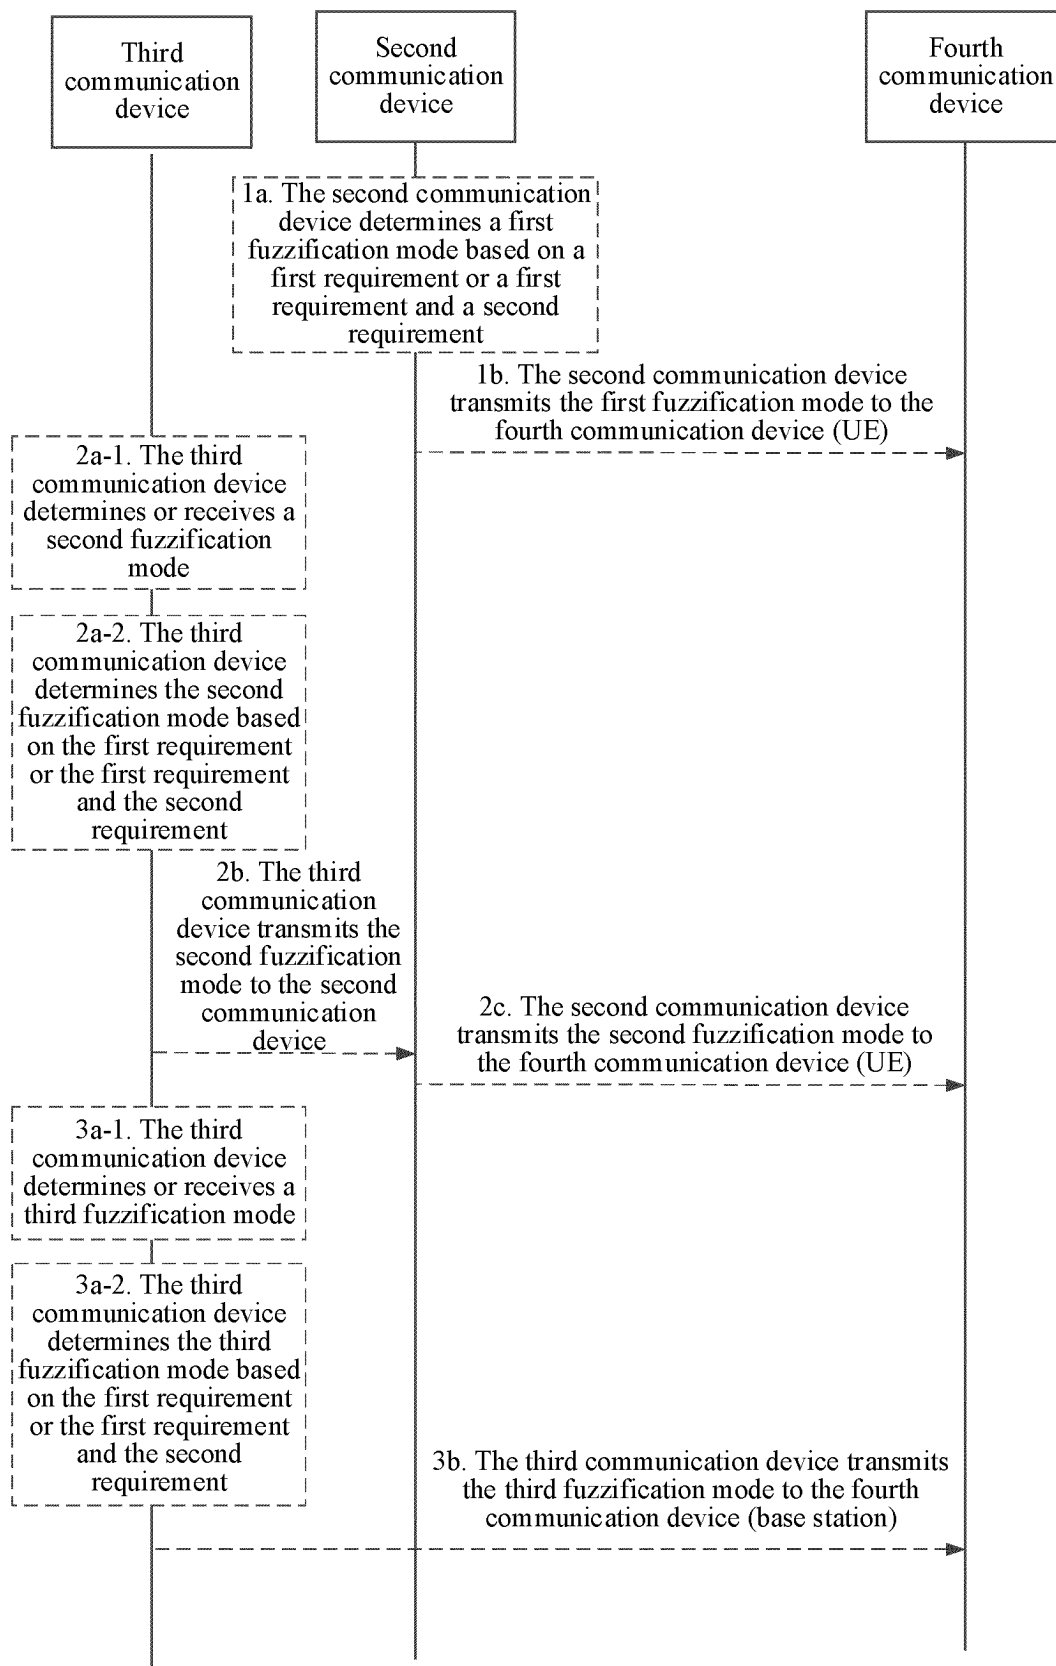 Third
communication
device
Second
communication
device
Fourth
communication
device
1a. The second communication
device determines a first
fuzzification mode based on a
first requirement or a first
requirement and a second
requirement
1b. The second communication device
transmits the first fuzzification mode to the
fourth communication device (UE)
2a-1. The third
communication device
determines or receives a
second fuzzification
mode
2a-2. The third
communication device
determines the second
fuzzification mode based
on the first requirement
or the first requirement
and the second
requirement
2b. The third
communication
device transmits the
second fuzzification
mode to the second
communication
device
2c. The second communication device
transmits the second fuzzification mode to
the fourth communication device (UE)
3a-1. The third
communication device
determines or receives a
third fuzzification mode
3a-2. The third
communication device
determines the third
fuzzification mode based
on the first requirement
or the first requirement
and the second
requirement
3b. The third communication device transmits
the third fuzzification mode to the fourth
communication device (base station)